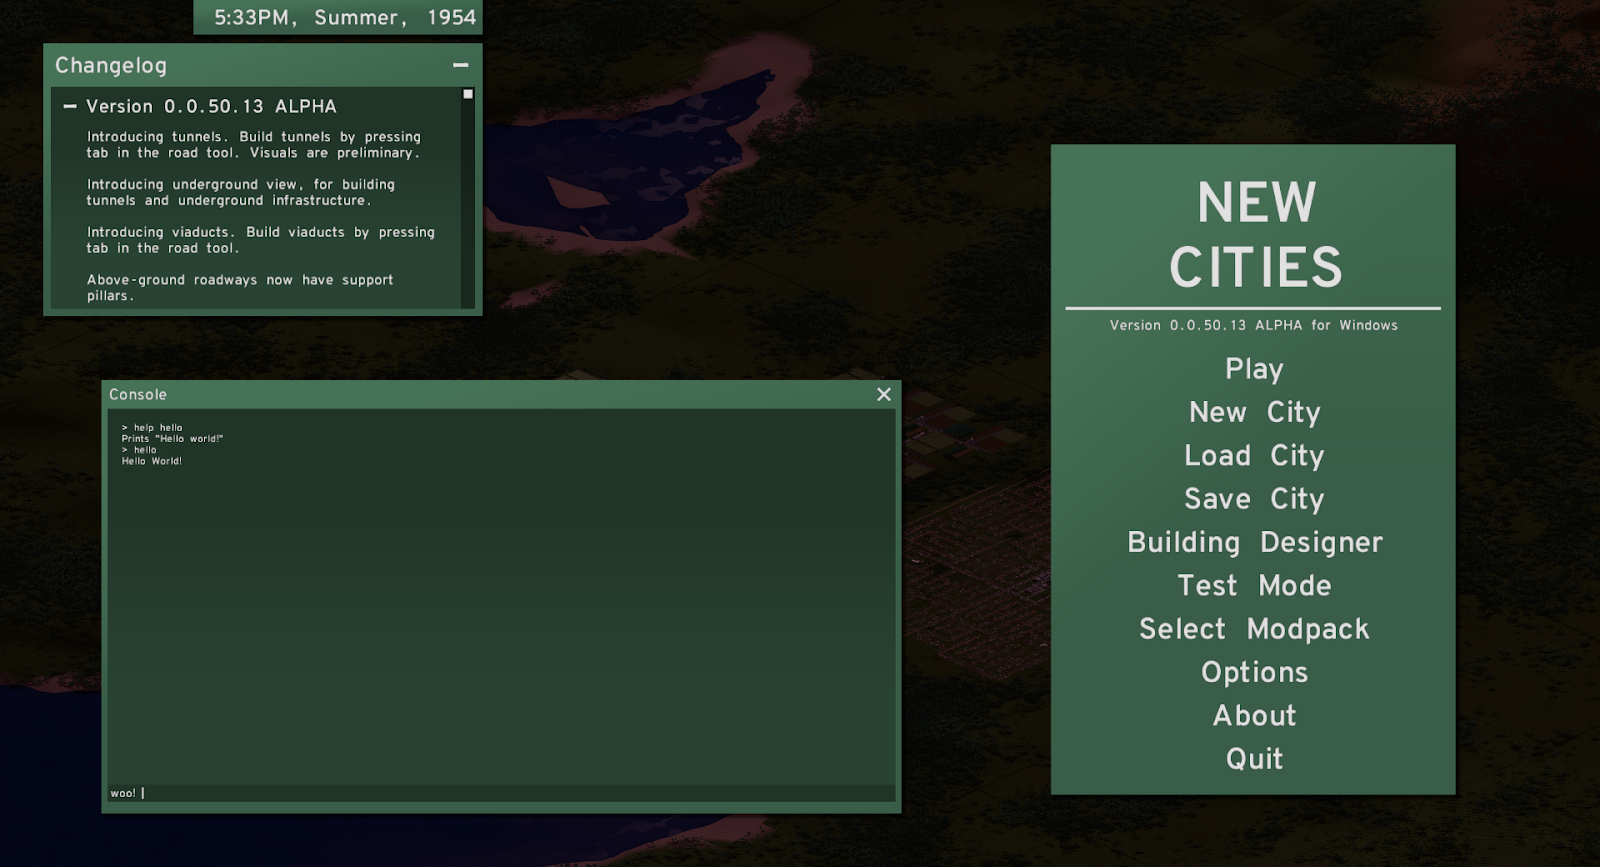 5:33PM, Summer, 1954
Changelog
Version 0.0.50.13 ALPHA
Introducing tunnels. Build tunnels by pressing
tab in the road tool. Visuals are preliminary.
Introducing underground view, for building
tunnels and underground infrastructure.
Introducing viaducts. Build viaducts by pressing
tab in the road tool.
Above-ground roadways now have support
pillars.
Console
> help hello
Prints "Hello world!"
> hello
Hello World!
woo!
NEW
CITIES
Version 0.0.50.13 ALPHA for Windows
Play
New City
Load City
Save City
Building Designer
Test Mode
Select Modpack
Options
About
Quit